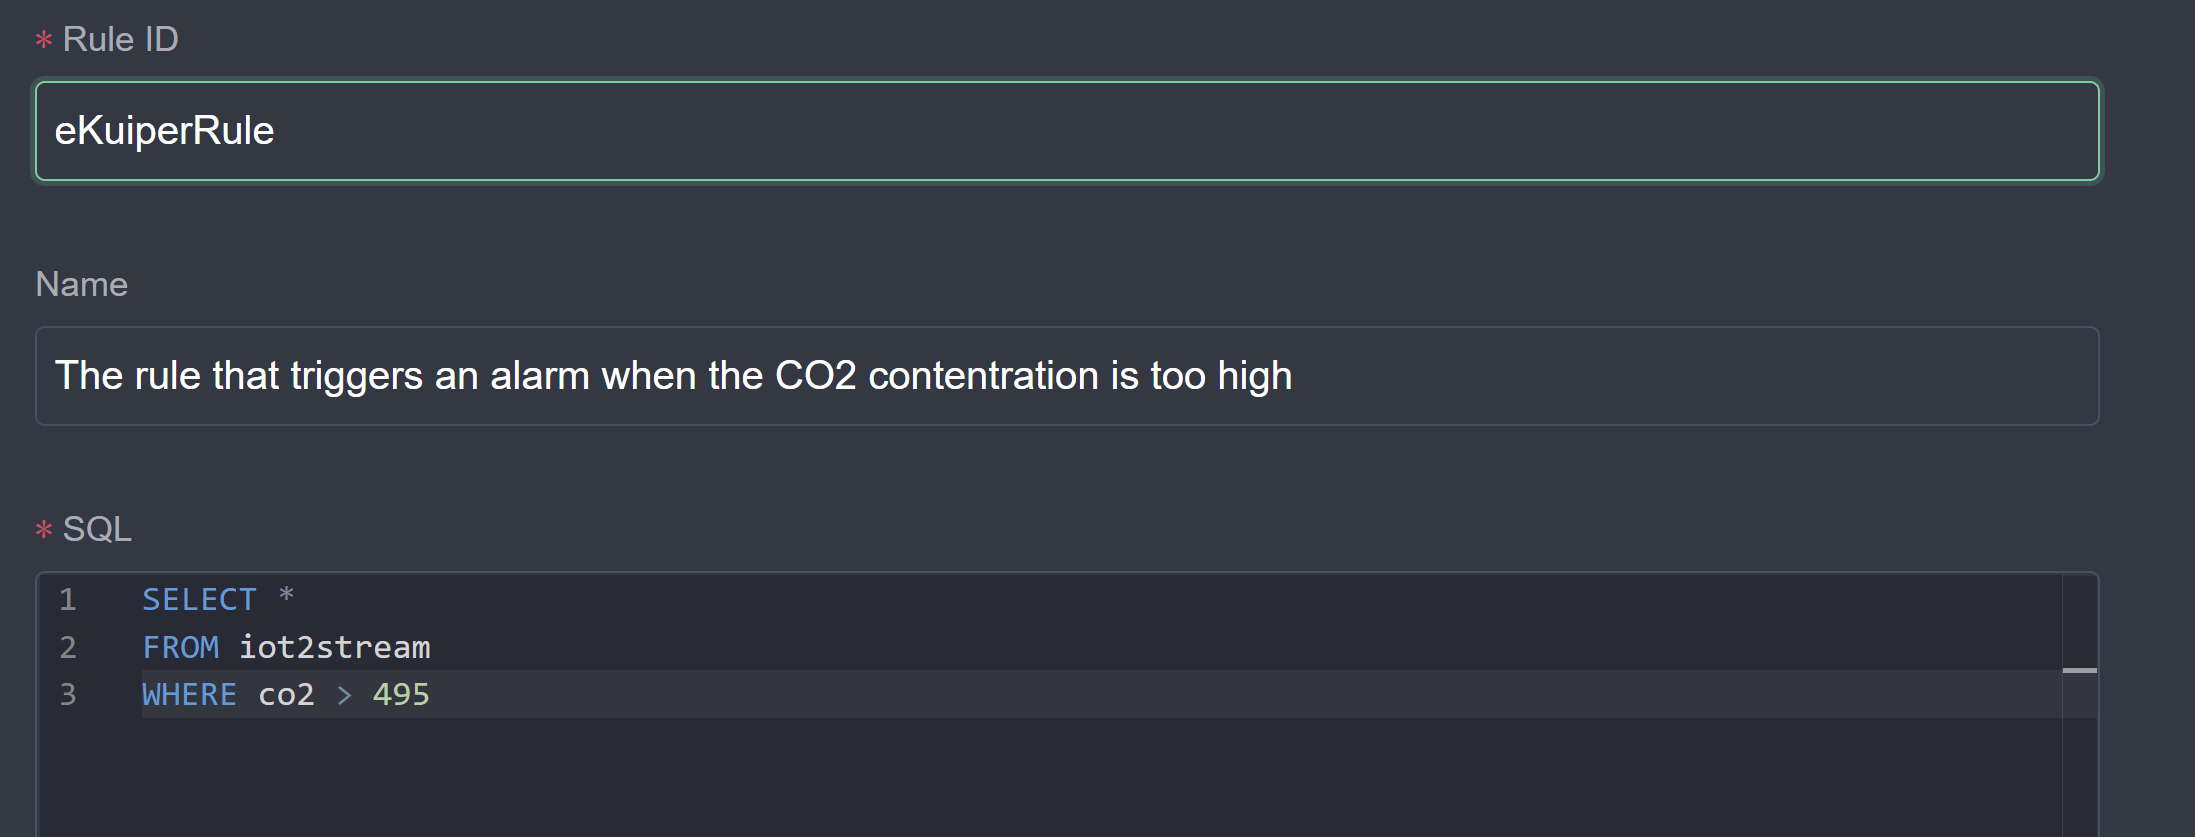 * Rule ID
eKuiperRule
Name
The rule that triggers an alarm when the CO2 contentration is too high
* SQL
1 SELECT *
2 FROM iot2stream
3 WHERE co2 > 495